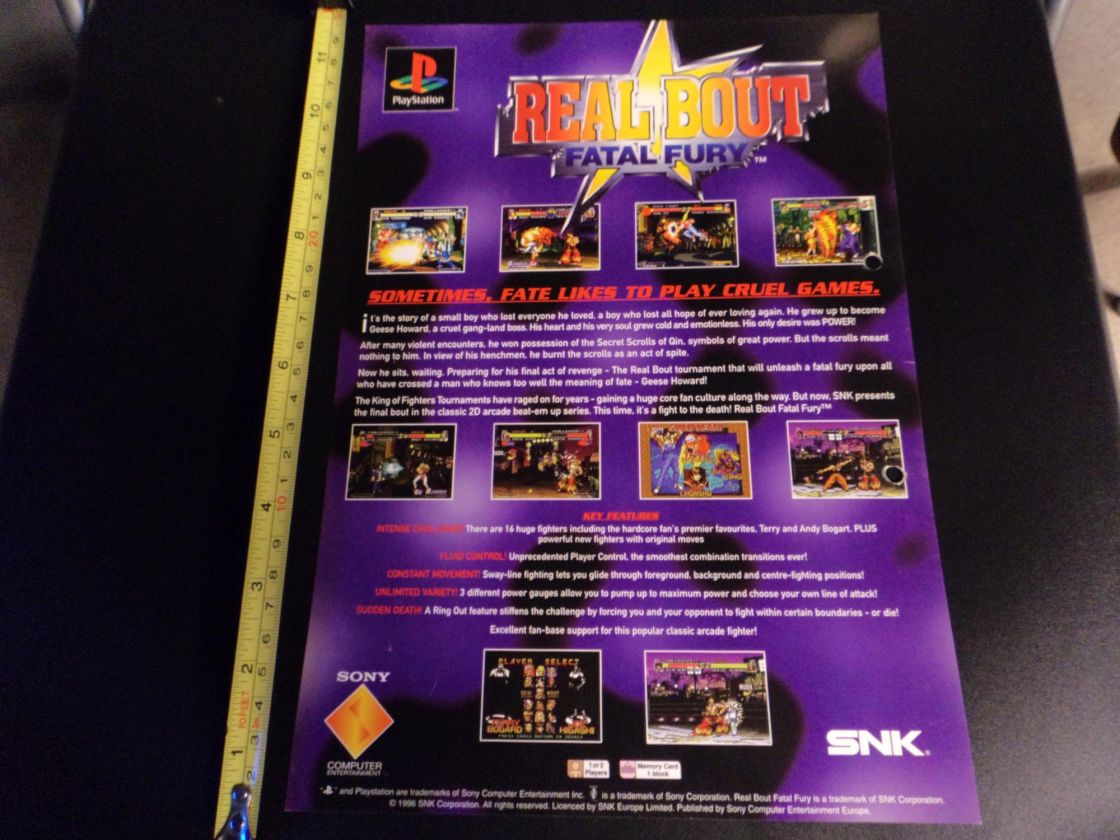 PlayStation
REAL BOUT
FATAL FURY™
SOMETIMES, FATE LIKES TO PLAY CRUEL GAMES.
it's the story of a small boy who lost everyone he loved, a boy who lost all hope of ever loving again. He grew up to become
Geese Howard, a cruel gang-land boss. His heart and his very soul grew cold and emotionless. His only desire was POWER!
After many violent encounters, he won possession of the Secret Scrolls of Qin, symbols of great power. But the scrolls meant
nothing to him. In view of his henchmen, he burnt the scrolls as an act of spite.
Now he sits, waiting. Preparing for his final act of revenge - The Real Bout tournament that will unleash a fatal fury upon all
who have crossed a man who knows too well the meaning of fate - Geese Howard!
The King of Fighters Tournaments have raged on for years - gaining a huge core fan culture along the way. But now, SNK presents
the final bout in the classic 2D arcade beat-em up series. This time, it's a fight to the death! Real Bout Fatal Fury™
KEY FEATURES
INTENSE There are 16 huge fighters including the hardcore fan's premier favourites, Terry and Andy Bogart, PLUS
powerful new fighters with original moves
FLUID CONTROL! Unprecedented Player Control, the smoothest combination transitions ever!
CONSTANT MOVEMENT! Sway-line fighting lets you glide through foreground, background and centre-fighting positions!
UNLIMITED VARIETY! 3 different power gauges allow you to pump up to maximum power and choose your own line of attack!
SUDDEN DEATH! A Ring Out feature stiffens the challenge by forcing you and your opponent to fight within certain boundaries - or die!
Excellent fan-base support for this popular classic arcade fighter!
PLAYER SELECT
BOGARD
HIGASHI
SONY
COMPUTER
ENTERTAINMENT
SNK®
1 or 2
Players
Memory Card
1 block
" " and Playstation are trademarks of Sony Computer Entertainment Inc. is a trademark of Sony Corporation. Real Bout Fatal Fury is a trademark of SNK Corporation.
© 1996 SNK Corporation. All rights reserved. Licenced by SNK Europe Limited. Published by Sony Computer Entertainment Europe.
11
10
9
8
7
6
5
4
3
2
1